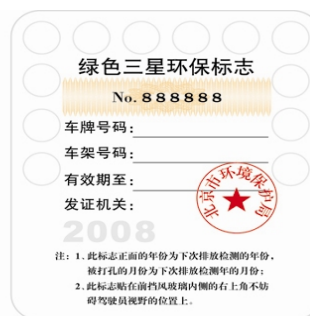 绿色三星环保标志
No. 888888
车牌号码：
车架号码：
有效期至：
发证机关：
北京市环境保护局
2008
注：1、此标志正面的年份为下次排放检测的年份，
被打孔的月份为下次排放检测年的月份；
2、此标志贴在前挡风玻璃内侧的右上角不妨
碍驾驶员视野的位置上。